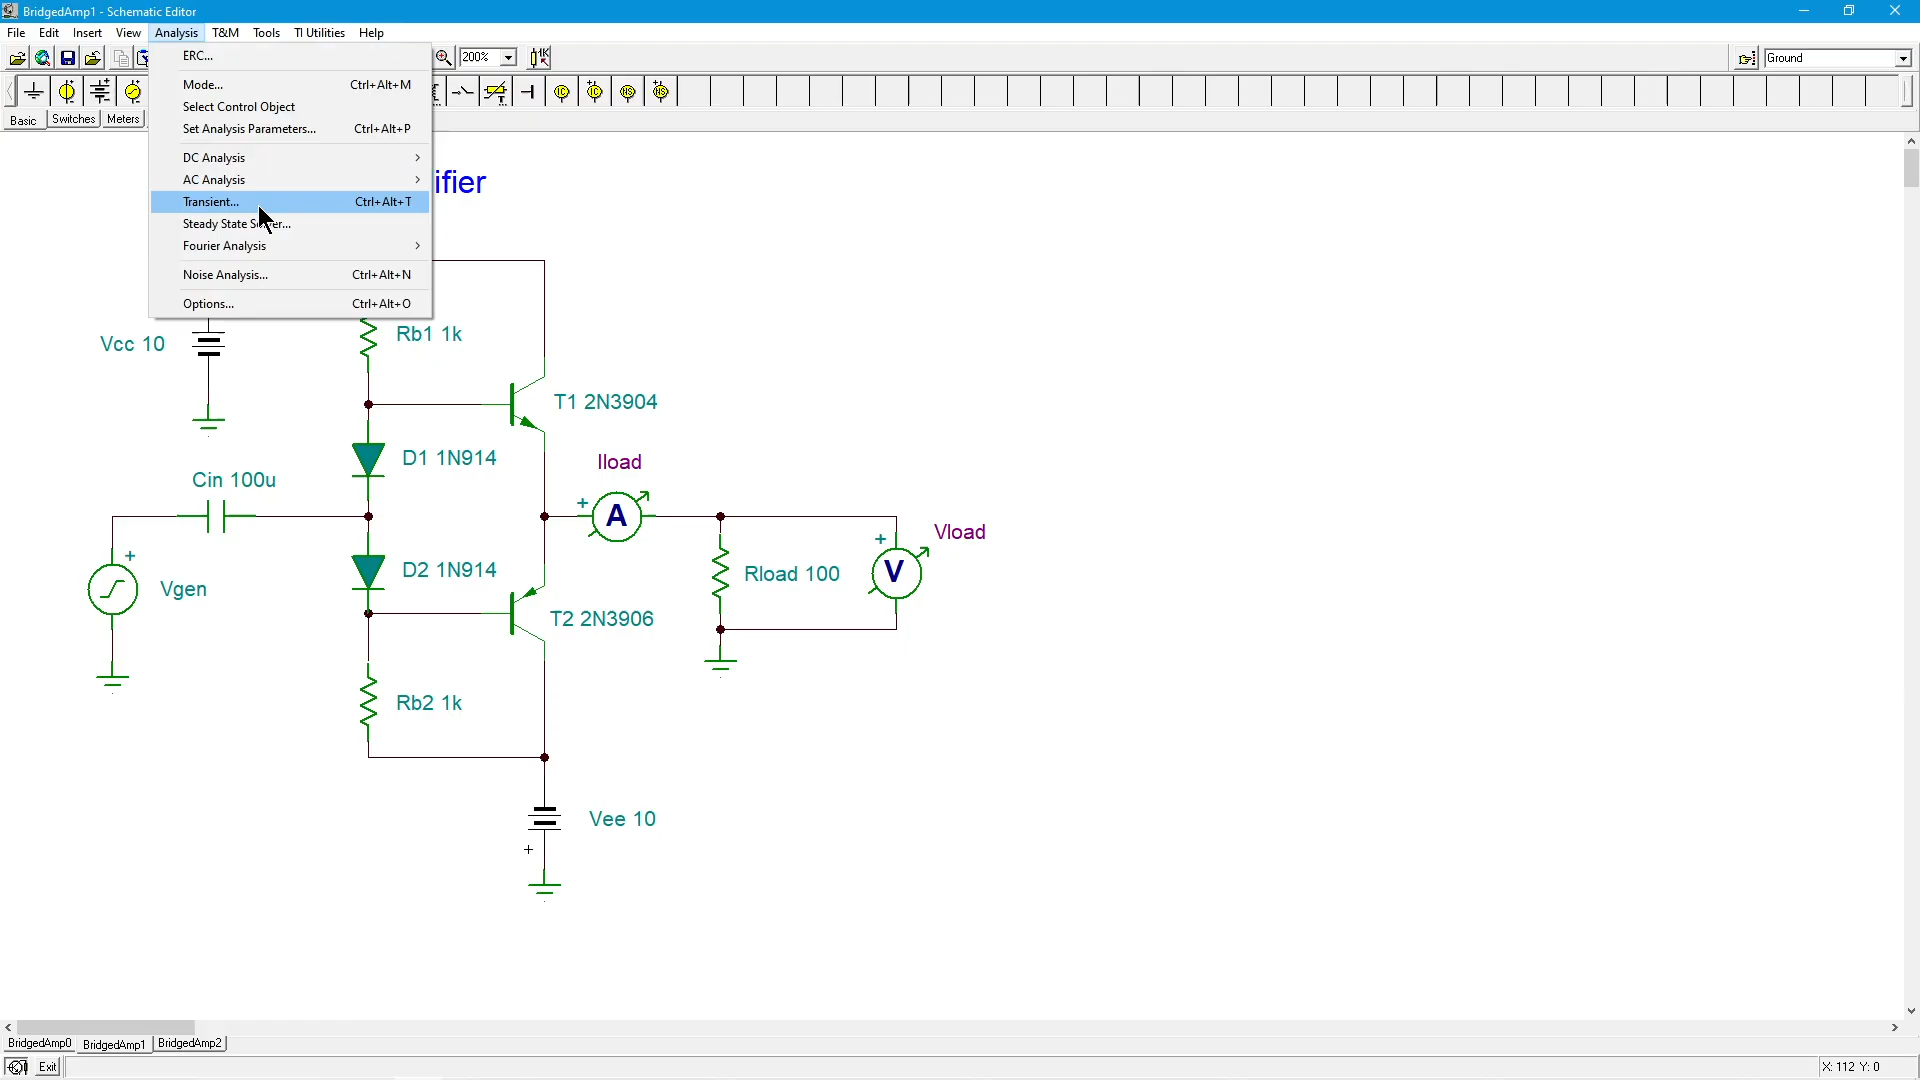 BridgedAmp1 - Schematic Editor
File Edit Insert View Analysis T&M Tools TI Utilities Help
200%
Ground
Basic Switches Meters
ERC...
Mode... Ctrl+Alt+M
Select Control Object
Set Analysis Parameters... Ctrl+Alt+P
DC Analysis
AC Analysis
Transient... Ctrl+Alt+T
Steady State
Fourier Analysis
Noise Analysis... Ctrl+Alt+N
Options... Ctrl+Alt+O
ifier
Vcc 10
Rb1 1k
T1 2N3904
D1 1N914
Iload
Cin 100u
+
A
Vload
+
+
D2 1N914
Rload 100
V
Vgen
T2 2N3906
Rb2 1k
Vee 10
+
BridgedAmp0 BridgedAmp1 BridgedAmp2
Exit
X: 112 Y: 0